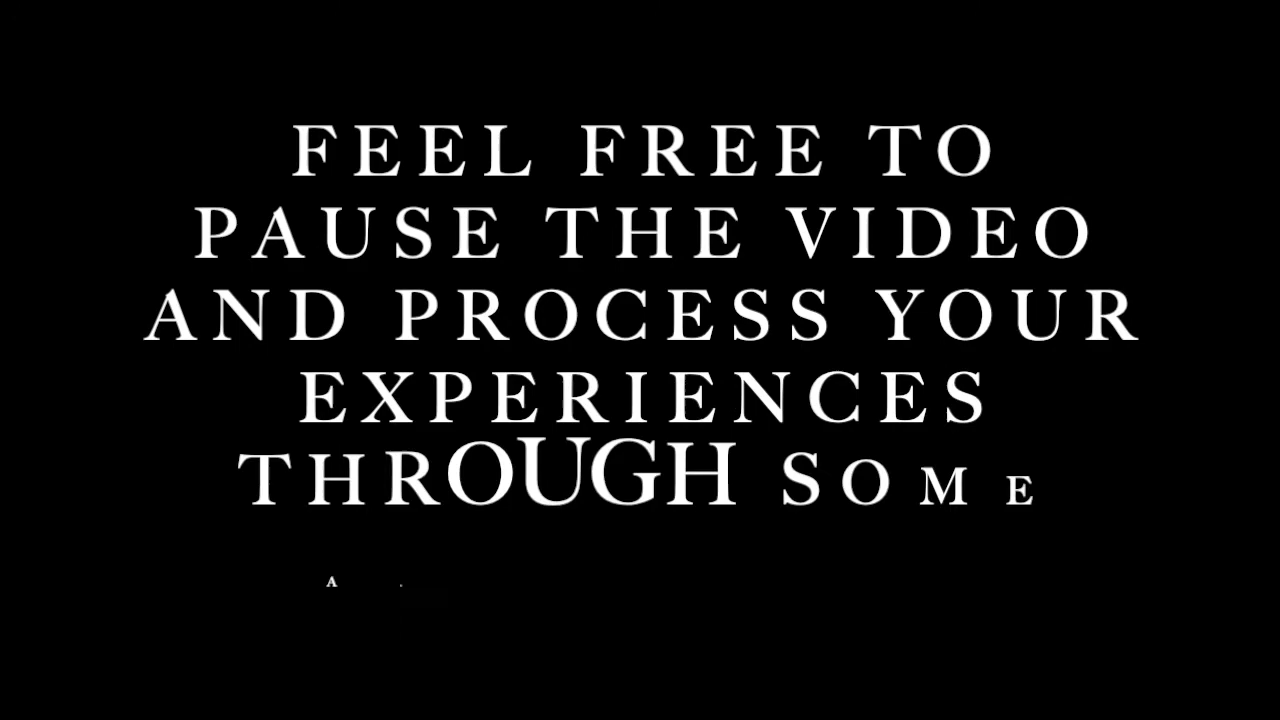 FEEL FREE TO
PAUSE THE VIDEO
AND PROCESS YOUR
EXPERIENCES
THROUGH SOME
A